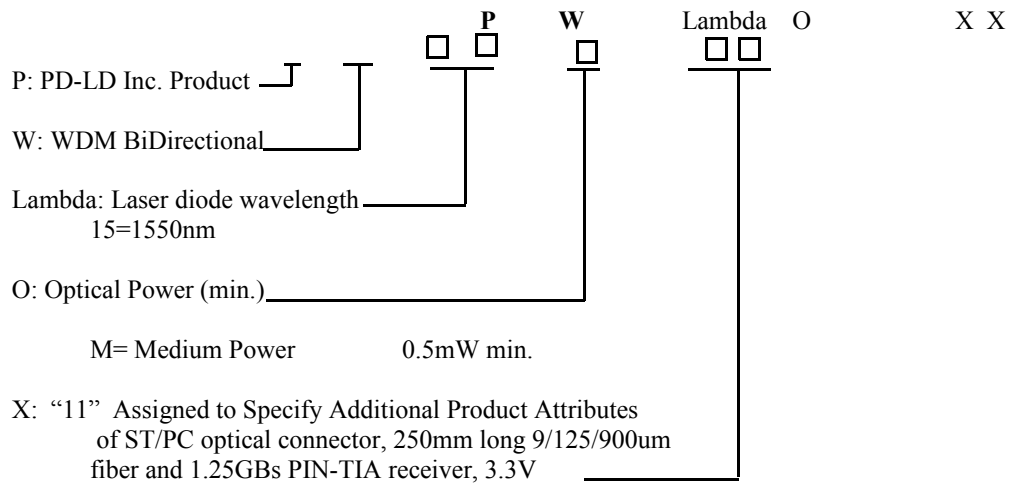 P W Lambda O X X
P: PD-LD Inc. Product
W: WDM BiDirectional
Lambda: Laser diode wavelength
15=1550nm
O: Optical Power (min.)
M= Medium Power 0.5mW min.
X: “11” Assigned to Specify Additional Product Attributes
of ST/PC optical connector, 250mm long 9/125/900um
fiber and 1.25GBs PIN-TIA receiver, 3.3V